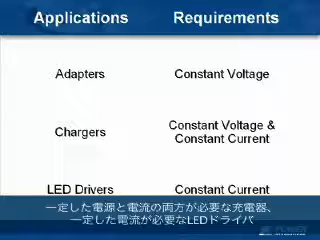 Applications Requirements
Adapters Constant Voltage
Chargers Constant Voltage &
Constant Current
LED Drivers Constant Current
一定した電源と電流の両方が必要な充電器、
一定した電流が必要なLEDドライバ
POWER